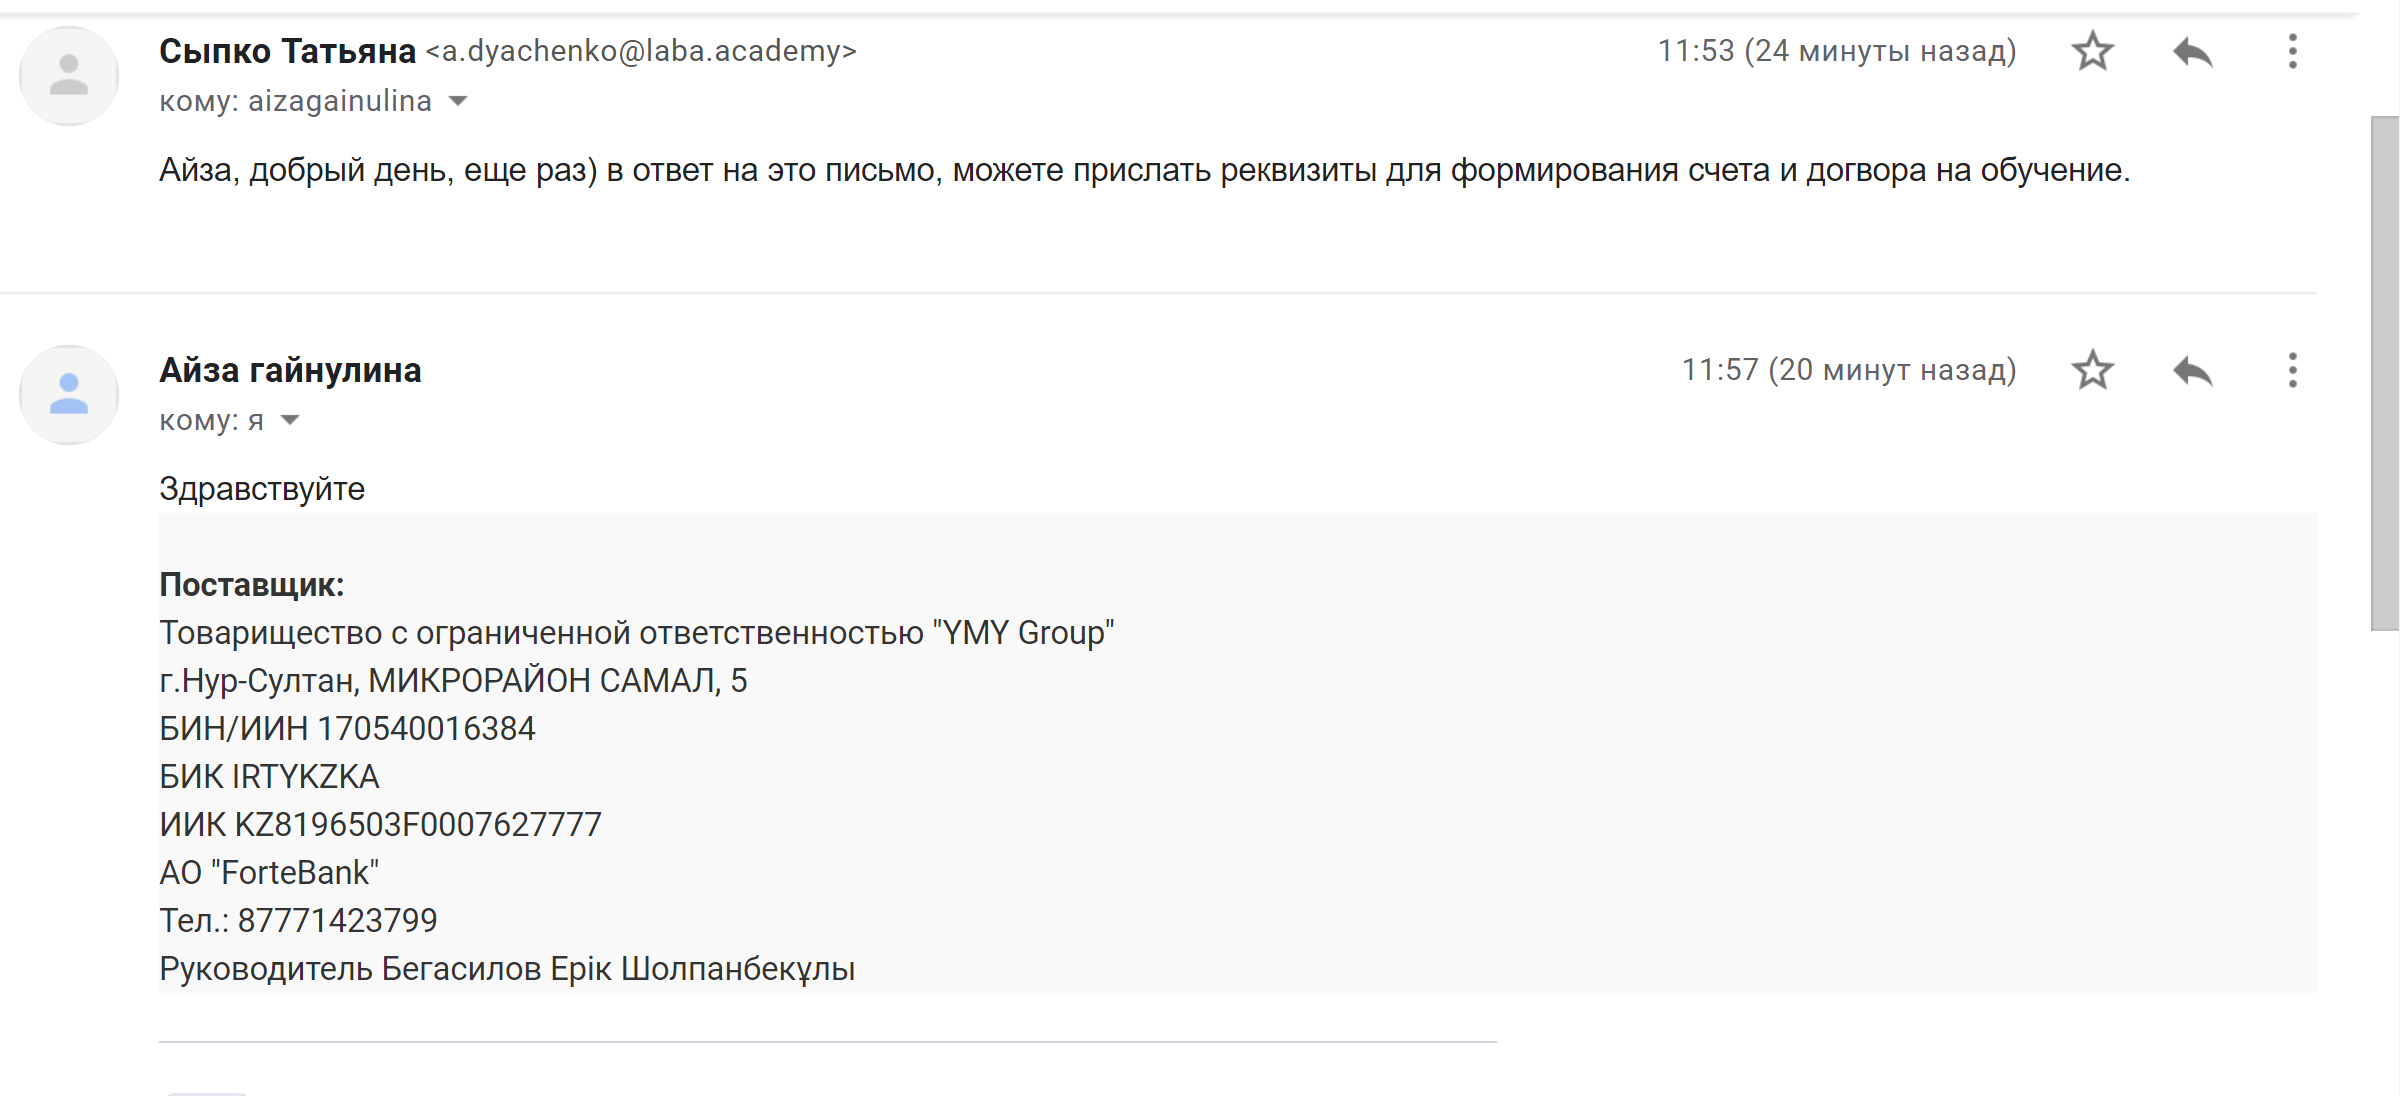 Сыпко Татьяна <a.dyachenko@laba.academy>
11:53 (24 минуты назад)
кому: aizagainulina
Айза, добрый день, еще раз) в ответ на это письмо, можете прислать реквизиты для формирования счета и догвора на обучение.
Айза гайнулина
11:57 (20 минут назад)
кому: я
Здравствуйте
Поставщик:
Товарищество с ограниченной ответственностью "YMY Group"
г.Нур-Султан, МИКРОРАЙОН САМАЛ, 5
БИН/ИИН 170540016384
БИК IRTYKZKA
ИИК KZ8196503F0007627777
АО "ForteBank"
Тел.: 87771423799
Руководитель Бегасилов Ерік Шолпанбекұлы